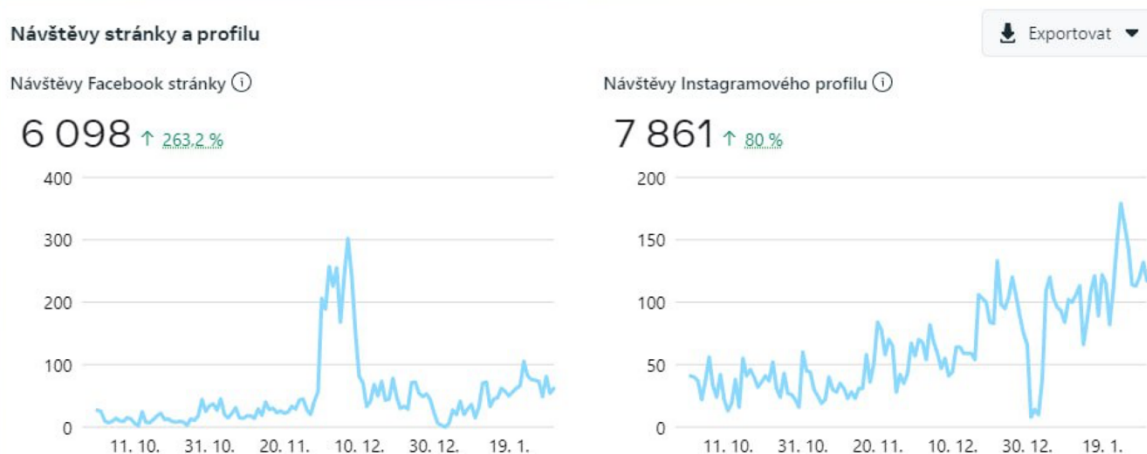 Návštěvy stránky a profilu
Exportovat
Návštěvy Facebook stránky
6 098 ↑ 263,2 %
400
300
200
100
0
11. 10. 31. 10. 20. 11. 10. 12. 30. 12. 19. 1.
Návštěvy Instagramového profilu
7 861 ↑ 80 %
200
150
100
50
0
11. 10. 31. 10. 20. 11. 10. 12. 30. 12. 19. 1.